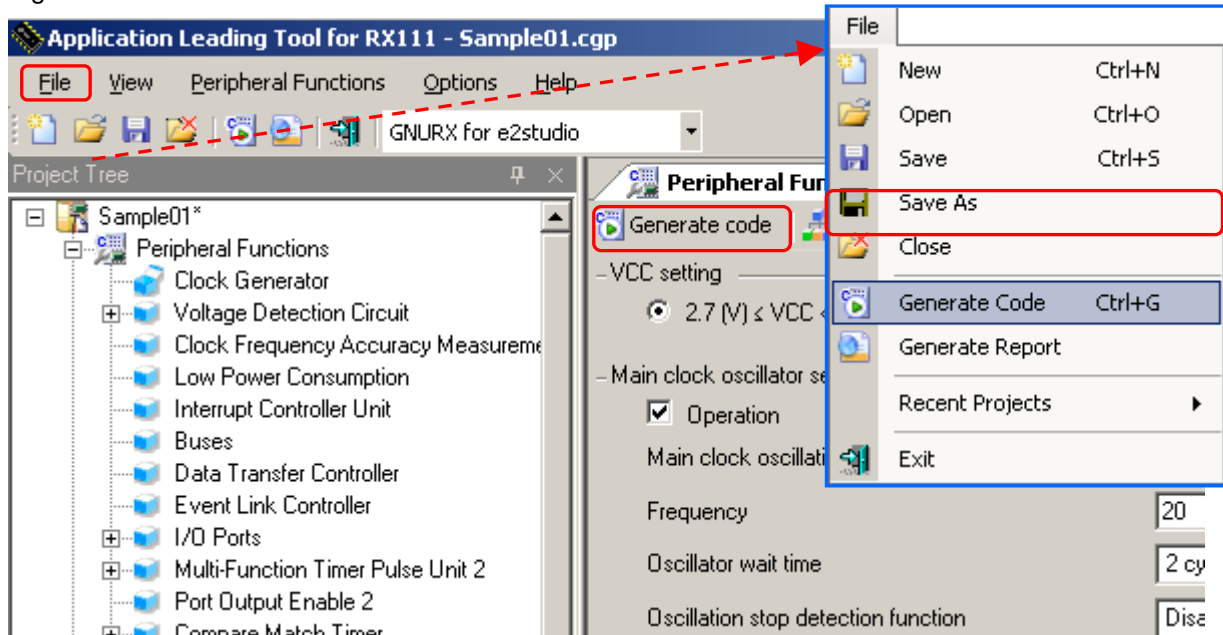 Application Leading Tool for RX111 - Sample01.cgp
File View Peripheral Functions Options Help
GNURX for e2studio
Project Tree
Sample01*
Peripheral Functions
Clock Generator
Voltage Detection Circuit
Clock Frequency Accuracy Measureme
Low Power Consumption
Interrupt Controller Unit
Buses
Data Transfer Controller
Event Link Controller
I/O Ports
Multi-Function Timer Pulse Unit 2
Port Output Enable 2
Compare Match Timer
Peripheral Fun
Generate code
VCC setting
2.7 (V) ≤ VCC <
Main clock oscillator se
Operation
Main clock oscillati
Frequency 20
Oscillator wait time 2 cy
Oscillation stop detection function Disa
File
New Ctrl+N
Open Ctrl+O
Save Ctrl+S
Save As
Close
Generate Code Ctrl+G
Generate Report
Recent Projects
Exit